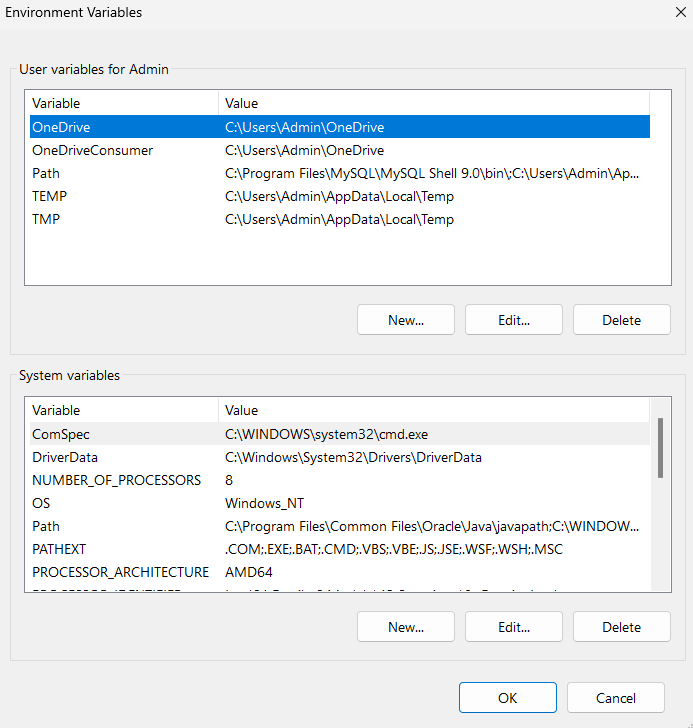 Environment Variables
User variables for Admin
Variable Value
OneDrive C:\Users\Admin\OneDrive
OneDriveConsumer C:\Users\Admin\OneDrive
Path C:\Program Files\MySQL\MySQL Shell 9.0\bin\;C:\Users\Admin\Ap...
TEMP C:\Users\Admin\AppData\Local\Temp
TMP C:\Users\Admin\AppData\Local\Temp
New... Edit... Delete
System variables
Variable Value
ComSpec C:\WINDOWS\system32\cmd.exe
DriverData C:\Windows\System32\Drivers\DriverData
NUMBER_OF_PROCESSORS 8
OS Windows_NT
Path C:\Program Files\Common Files\Oracle\Java\javapath;C:\WINDOW...
PATHEXT .COM;.EXE;.BAT;.CMD;.VBS;.VBE;.JS;.JSE;.WSF;.WSH;.MSC
PROCESSOR_ARCHITECTURE AMD64
New... Edit... Delete
OK Cancel